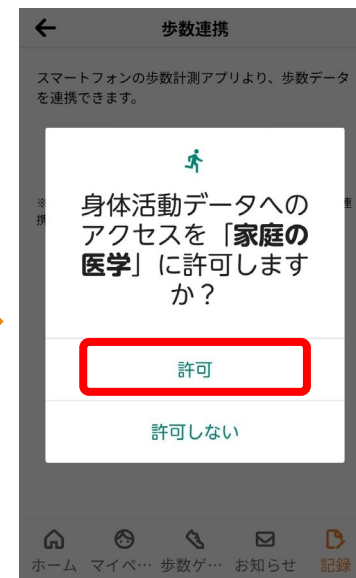 歩数連携
スマートフォンの歩数計測アプリより、歩数データ
を連携できます。
※
携
身体活動データへの
アクセスを「家庭の
医学」に許可します
か？
許可
許可しない
ホーム マイペ… 歩数ゲ… お知らせ 記録